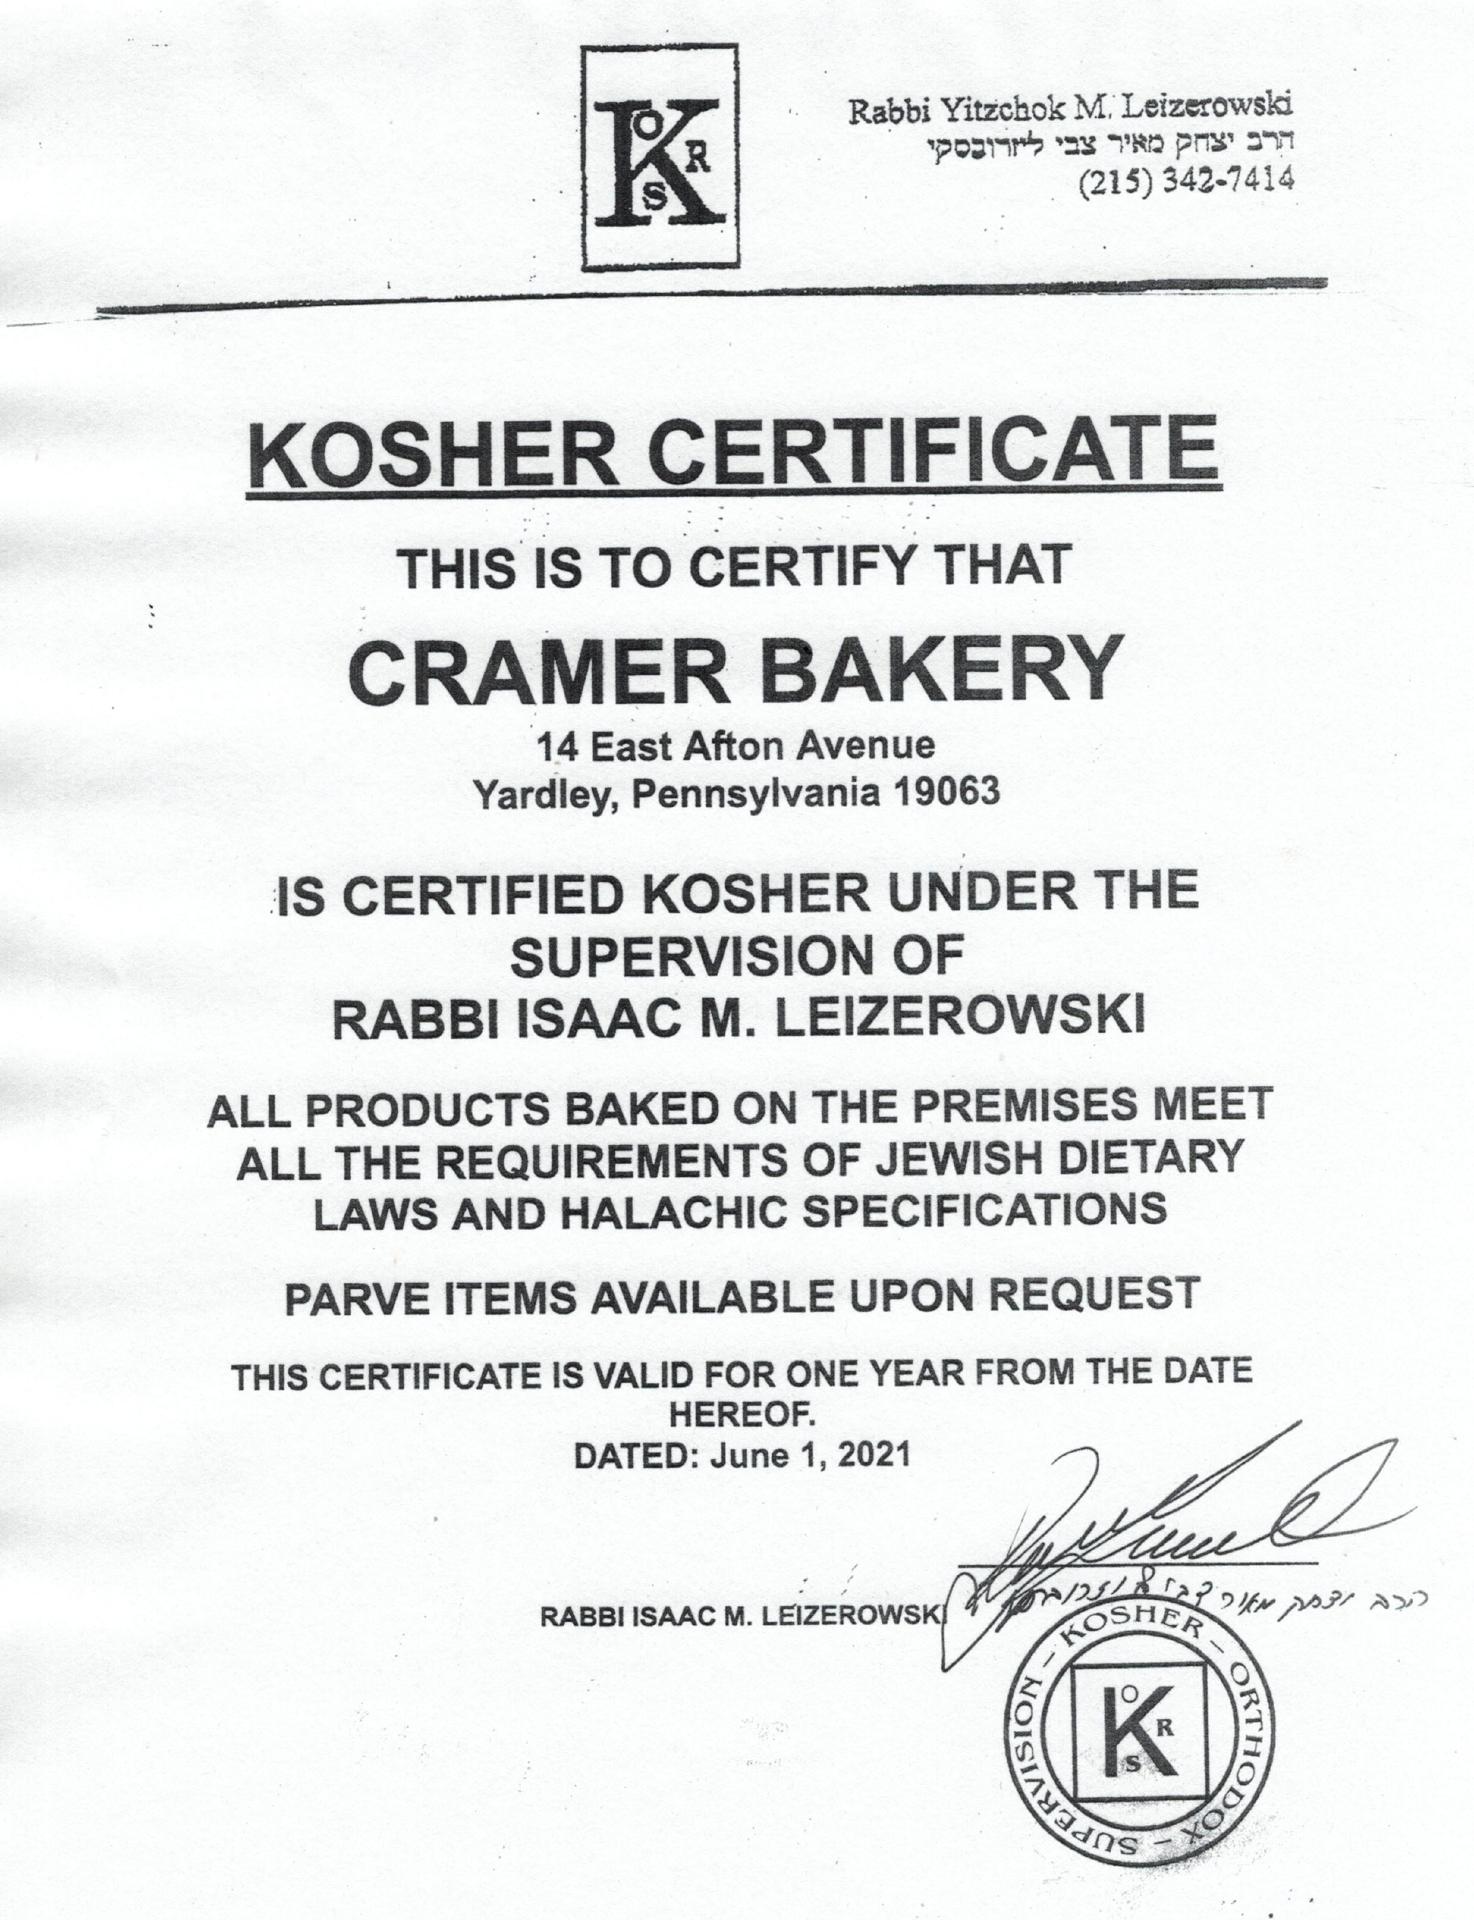 K
O
R
S
Rabbi Yitzchok M. Leizerowski
הרב יצחק מאיר צבי ליזרובסקי
(215) 342-7414
KOSHER CERTIFICATE
THIS IS TO CERTIFY THAT
CRAMER BAKERY
14 East Afton Avenue
Yardley, Pennsylvania 19063
IS CERTIFIED KOSHER UNDER THE
SUPERVISION OF
RABBI ISAAC M. LEIZEROWSKI
ALL PRODUCTS BAKED ON THE PREMISES MEET
ALL THE REQUIREMENTS OF JEWISH DIETARY
LAWS AND HALACHIC SPECIFICATIONS
PARVE ITEMS AVAILABLE UPON REQUEST
THIS CERTIFICATE IS VALID FOR ONE YEAR FROM THE DATE
HEREOF.
DATED: June 1, 2021
RABBI ISAAC M. LEIZEROWSKI
הרב יצחק מאיר צבי
SUPERVISION – KOSHER – ORTHODOX –
K
O
R
S